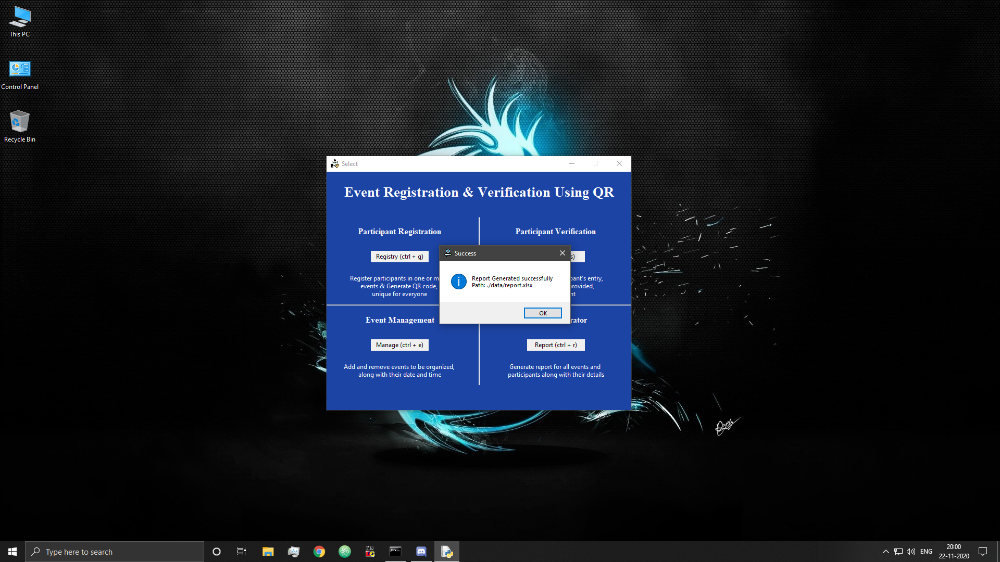 This PC
Control Panel
Recycle Bin
Select
Event Registration & Verification Using QR
Participant Registration
Registry (ctrl + g)
Register participants in one or m
events & Generate QR code,
unique for everyone
Participant Verification
s)
pant's entry,
provided,
nt
Success
Report Generated successfully
Path: ./data/report.xlsx
OK
Event Management
Manage (ctrl + e)
Add and remove events to be organized,
along with their date and time
rator
Report (ctrl + r)
Generate report for all events and
participants along with their details
Type here to search
ENG
20:00
22-11-2020